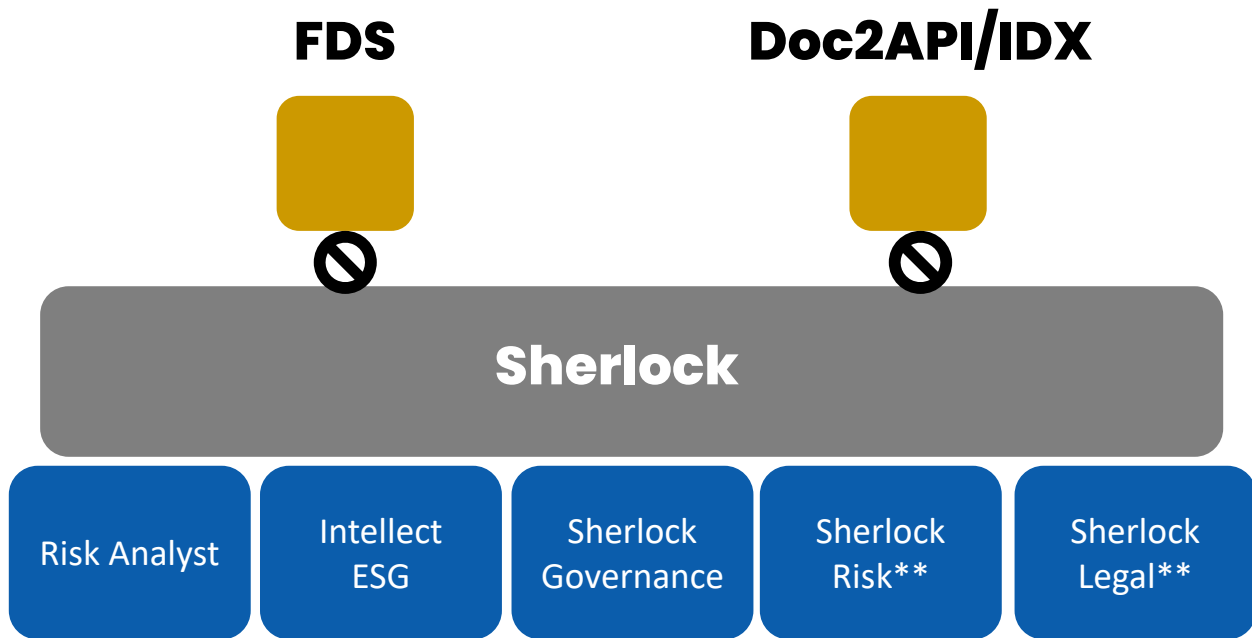 FDS
Doc2API/IDX
Sherlock
Risk Analyst
Intellect
ESG
Sherlock
Governance
Sherlock
Risk**
Sherlock
Legal**